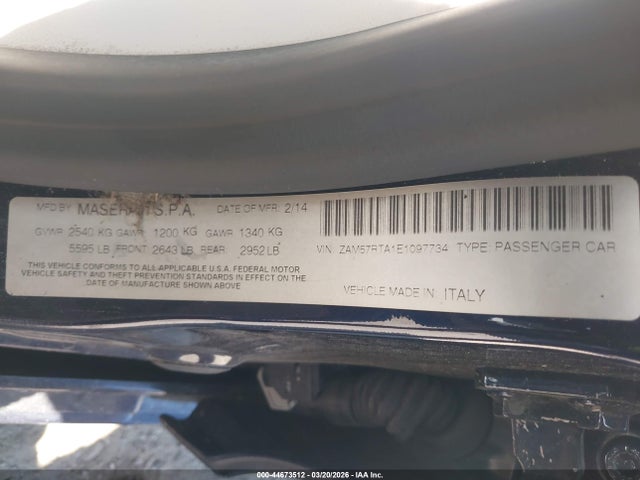 MFD BY MASERATI S.P.A. DATE OF MFR. 2/14
GVWR: 2540 KG GAWR: 1200 KG GAWR: 1340 KG
5595 LB FRONT: 2643 LB REAR: 2952 LB
THIS VEHICLE CONFORMS TO ALL APPLICABLE U.S.A. FEDERAL MOTOR
VEHICLE SAFETY BUMPER AND THEFT PREVENTION STANDARDS IN EFFECT ON THE
DATE OF MANUFACTURE SHOWN ABOVE
VIN: ZAM57RTA1E1097734 TYPE: PASSENGER CAR
VEHICLE MADE IN ITALY
000-44673512 — 03/20/2026 — IAA Inc.